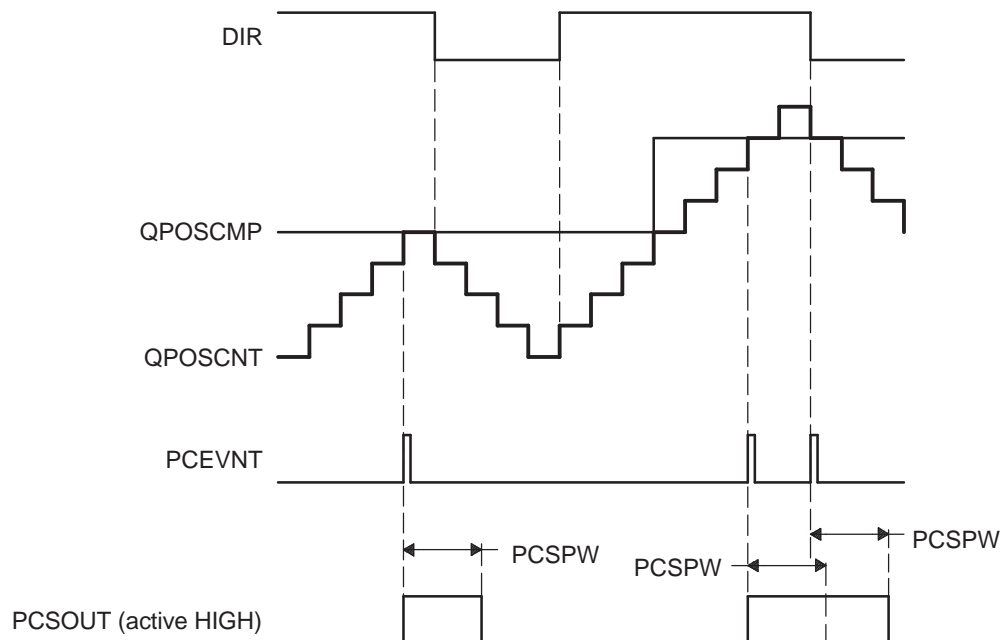 DIR
QPOSCMP
QPOSCNT
PCEVNT
PCSPW
PCSPW
PCSPW
PCSOUT (active HIGH)